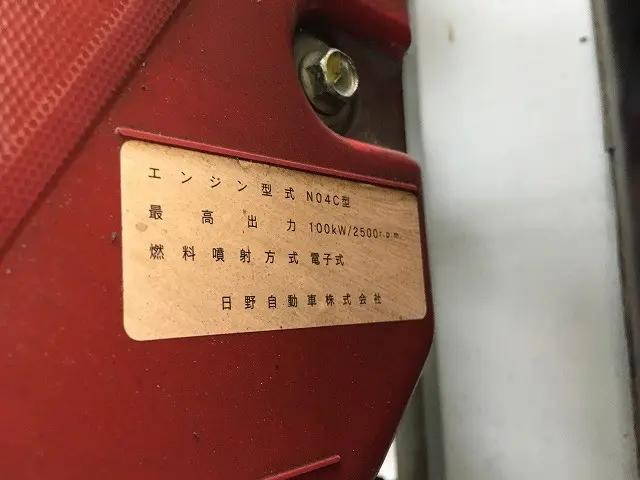 エンジン型式 N04C型
最高出力 100kW/2500r.p.m.
燃料噴射方式 電子式
日野自動車株式会社